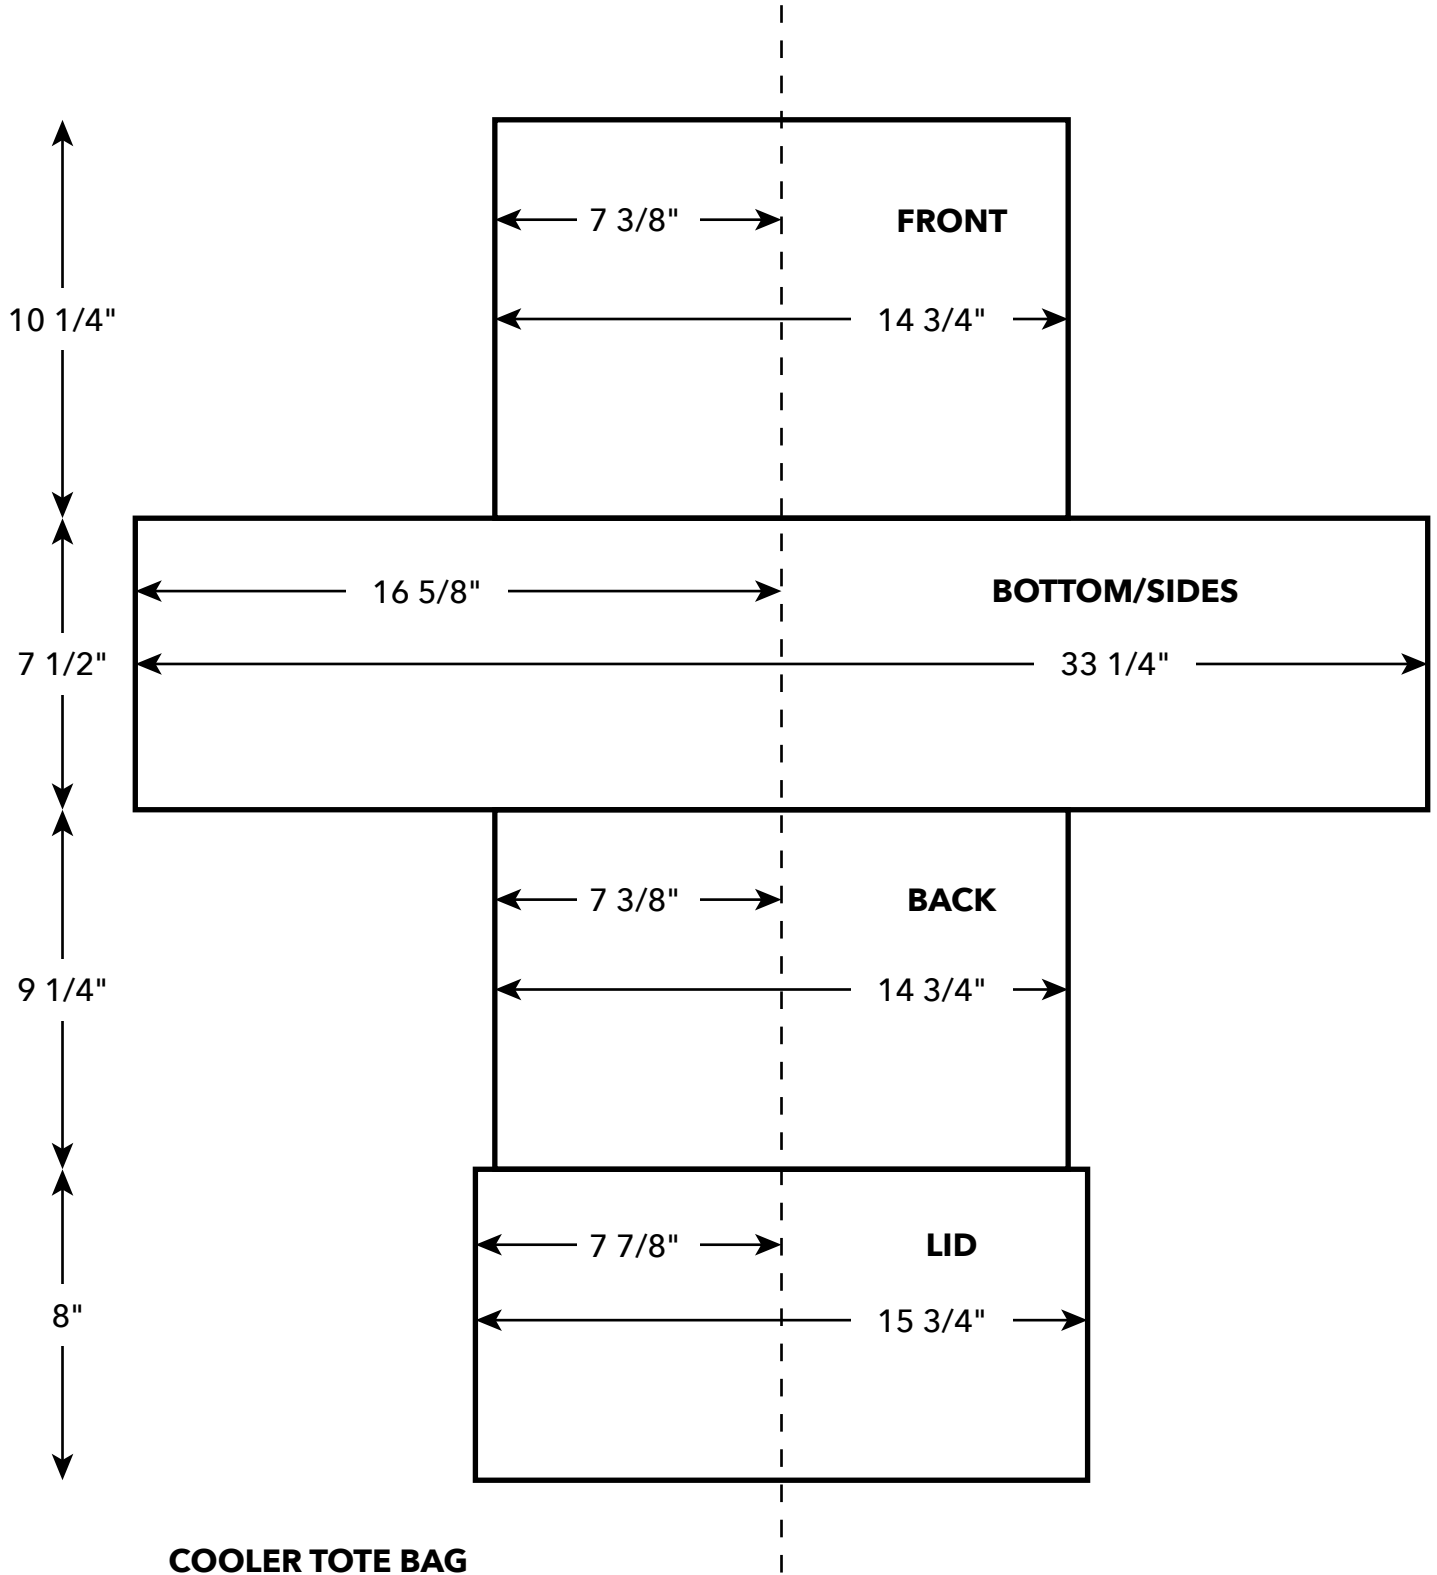 7 3/8" FRONT
10 1/4" 14 3/4"
16 5/8" BOTTOM/SIDES
7 1/2" 33 1/4"
7 3/8" BACK
9 1/4" 14 3/4"
7 7/8" LID
8" 15 3/4"
COOLER TOTE BAG